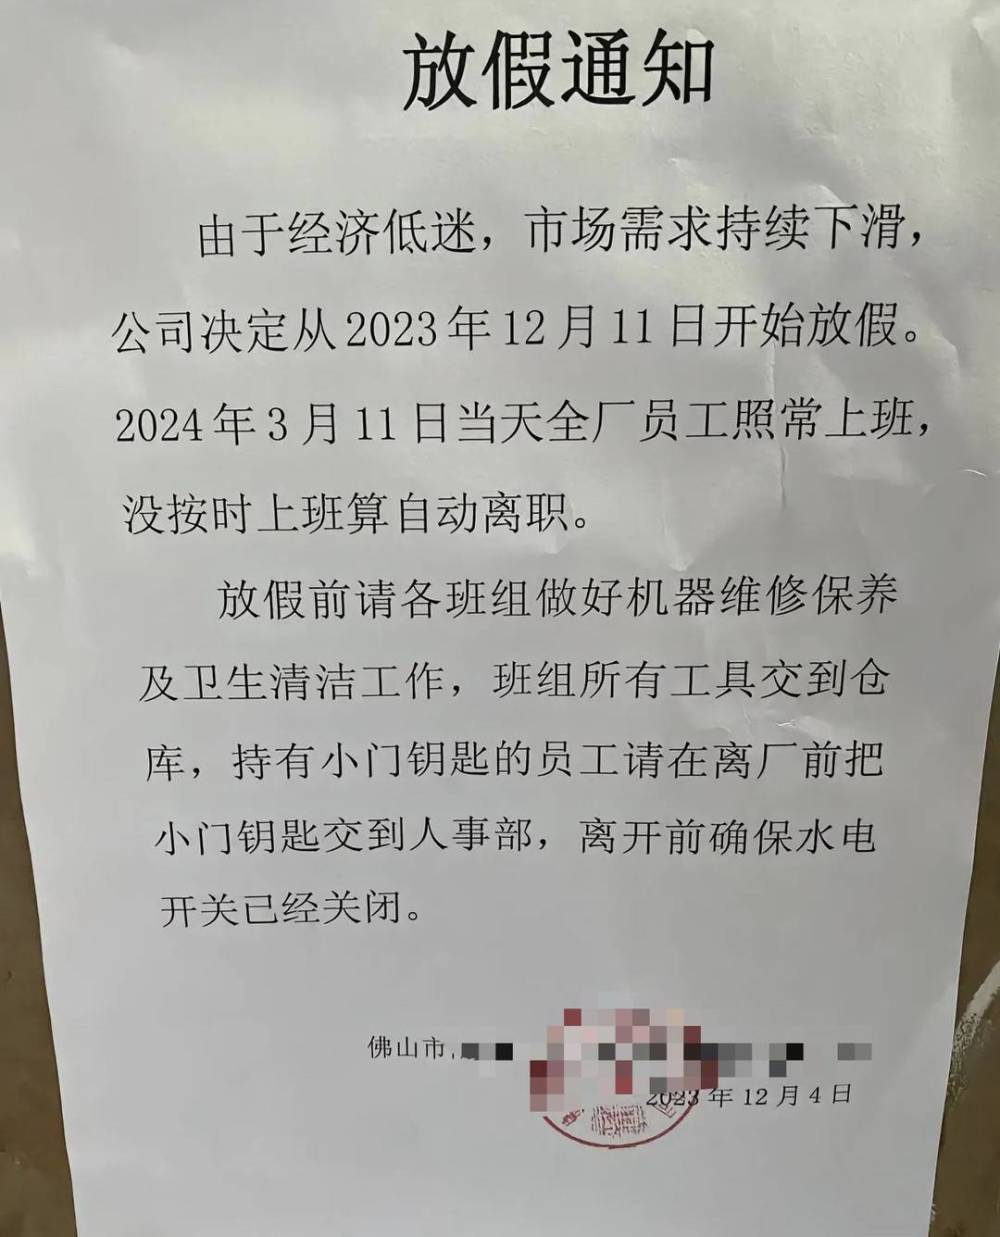 放假通知
由于经济低迷，市场需求持续下滑，
公司决定从2023年12月11日开始放假。
2024年3月11日当天全厂员工照常上班，
没按时上班算自动离职。
放假前请各班组做好机器维修保养
及卫生清洁工作，班组所有工具交到仓
库，持有小门钥匙的员工请在离厂前把
小门钥匙交到人事部，离开前确保水电
开关已经关闭。
佛山市
2023年12月4日